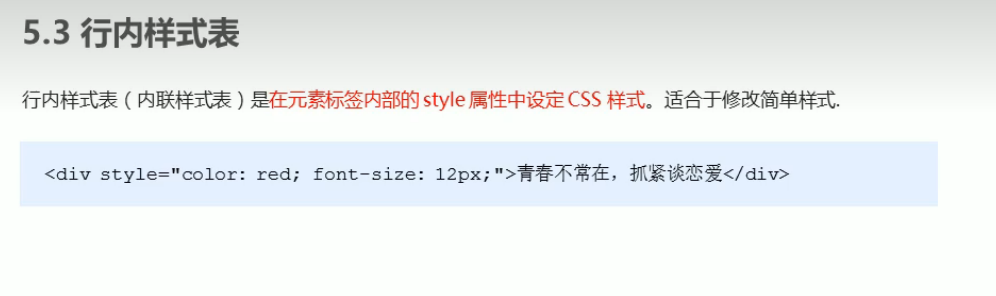 5.3 行内样式表
行内样式表（内联样式表）是在元素标签内部的 style 属性中设定 CSS 样式。适合于修改简单样式.
<div style="color: red; font-size: 12px;">青春不常在，抓紧谈恋爱</div>